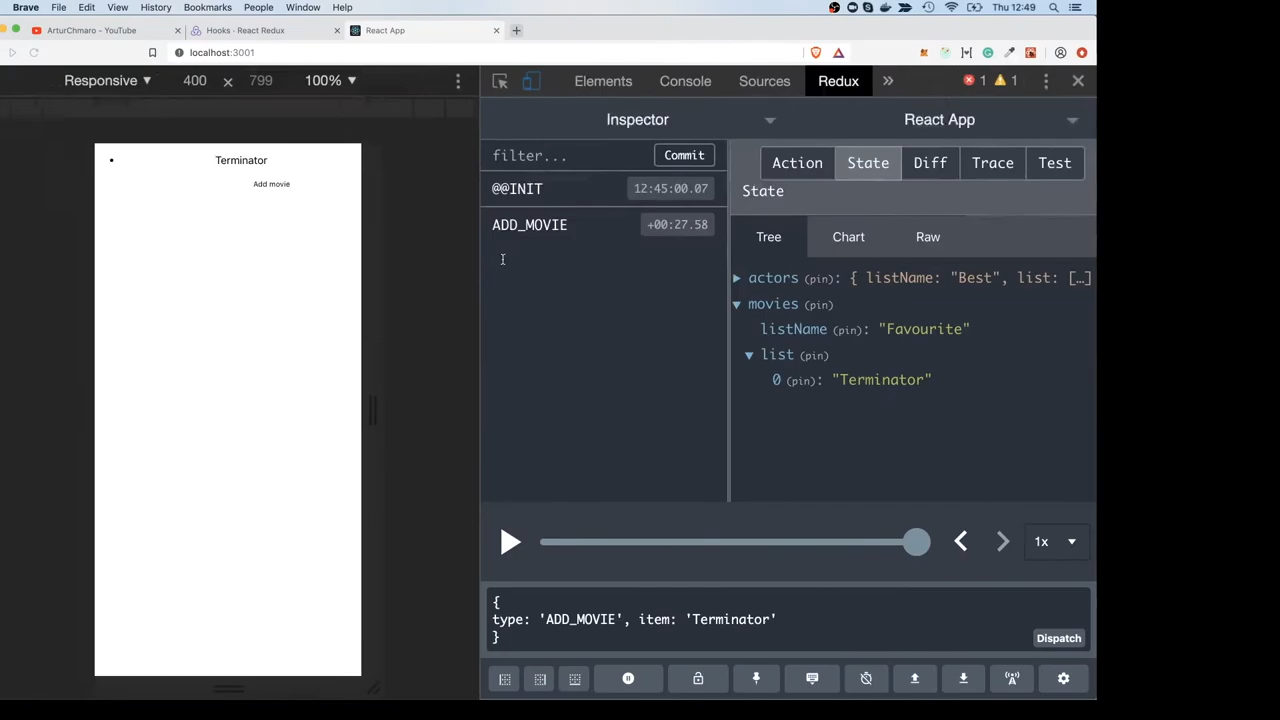 Brave File Edit View History Bookmarks People Window Help Thu 12:49
ArturChmaro - YouTube × Hooks · React Redux × React App × +
localhost:3001
Responsive 400 × 799 100%
Elements Console Sources Redux » 1 1
Inspector React App
filter... Commit
Action State Diff Trace Test
State
@@INIT 12:45:00.07
ADD_MOVIE +00:27.58
Tree Chart Raw
actors (pin): { listName: "Best", list: […]
movies (pin)
listName (pin): "Favourite"
list (pin)
0 (pin): "Terminator"
• Terminator
Add movie
1x
{
type: 'ADD_MOVIE', item: 'Terminator'
}
Dispatch